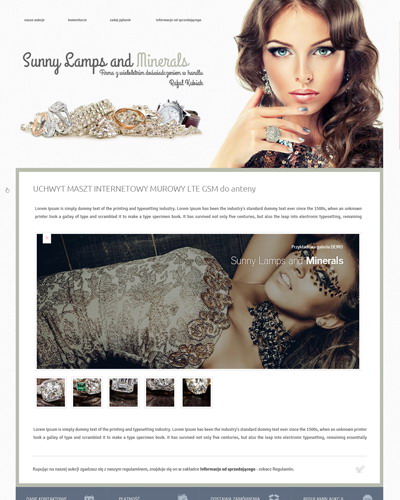 nasze aukcje komentarze zadaj pytanie informacje od sprzedającego
Sunny Lamps and Minerals
Firma z wieloletnim doświadczeniem w handlu
Rafał Kubiak
UCHWYT MASZT INTERNETOWY MUROWY LTE GSM do anteny
Lorem Ipsum is simply dummy text of the printing and typesetting industry. Lorem Ipsum has been the industry's standard dummy text ever since the 1500s, when an unknown
printer took a galley of type and scrambled it to make a type specimen book. It has survived not only five centuries, but also the leap into electronic typesetting, remaining
Przykładowa galeria DEMO
Sunny Lamps and Minerals
Lorem Ipsum is simply dummy text of the printing and typesetting industry. Lorem Ipsum has been the industry's standard dummy text ever since the 1500s, when an unknown
printer took a galley of type and scrambled it to make a type specimen book. It has survived not only five centuries, but also the leap into electronic typesetting, essentially
Kupując na naszej aukcji zgadzasz się z naszym regulaminem, znajduje się on w zakładce Informacje od sprzedającego - zobacz Regulamin.
DANE KONTAKTOWE PŁATNOŚĆ DOSTAWA ZAMÓWIENIA